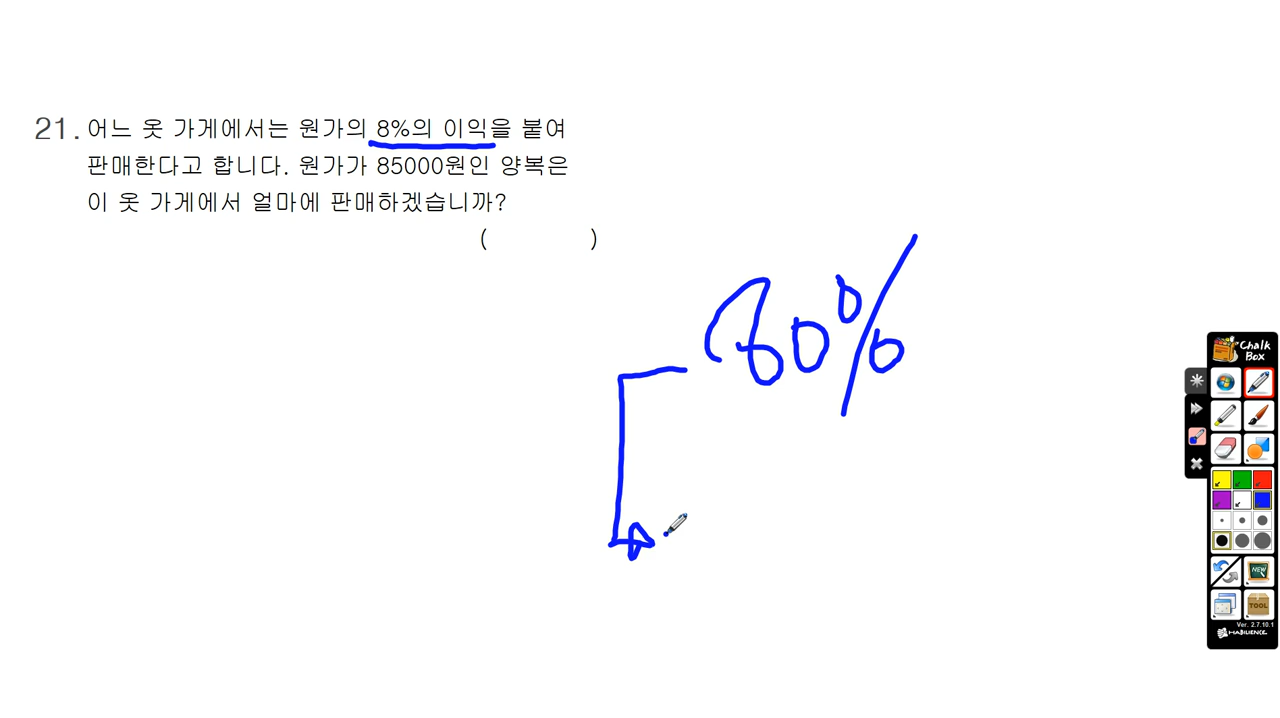 21. 어느 옷 가게에서는 원가의 8%의 이익을 붙여
판매한다고 합니다. 원가가 85000원인 양복은
이 옷 가게에서 얼마에 판매하겠습니까?
( )
80%
Chalk
Box
NEW
TOOL
Ver. 2.7.10.1
HABILIENCE